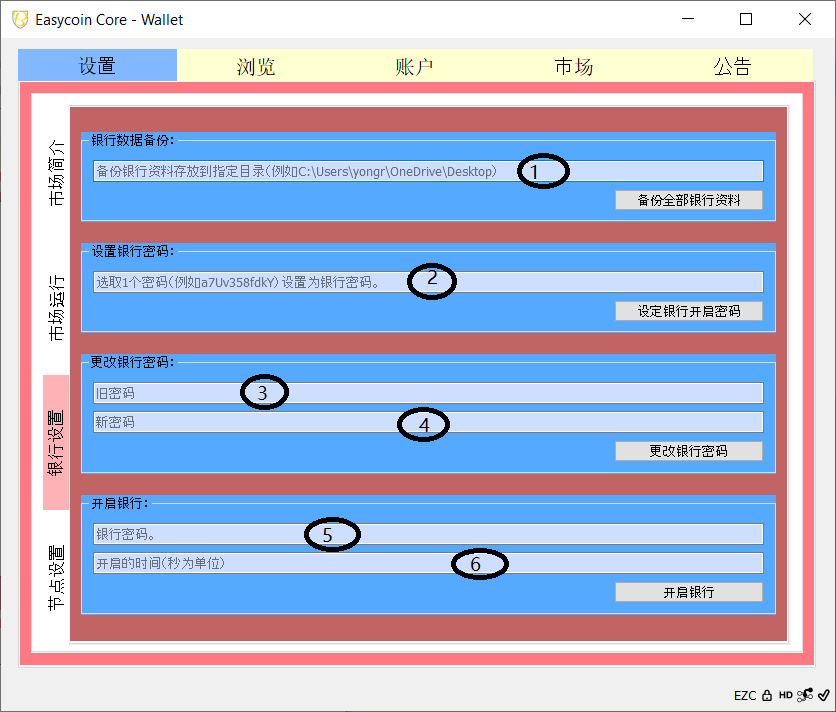 Easycoin Core - Wallet
设置
浏览
账户
市场
公告
市场简介
市场运行
银行设置
节点设置
银行数据备份:
备份银行资料存放到指定目录(例如C:\Users\yongr\OneDrive\Desktop)
1
备份全部银行资料
设置银行密码:
选取1个密码(例如a7Uv358fdkY)设置为银行密码。
2
设定银行开启密码
更改银行密码:
旧密码
3
新密码
4
更改银行密码
开启银行:
银行密码。
5
开启的时间(秒为单位)
6
开启银行
EZC
HD